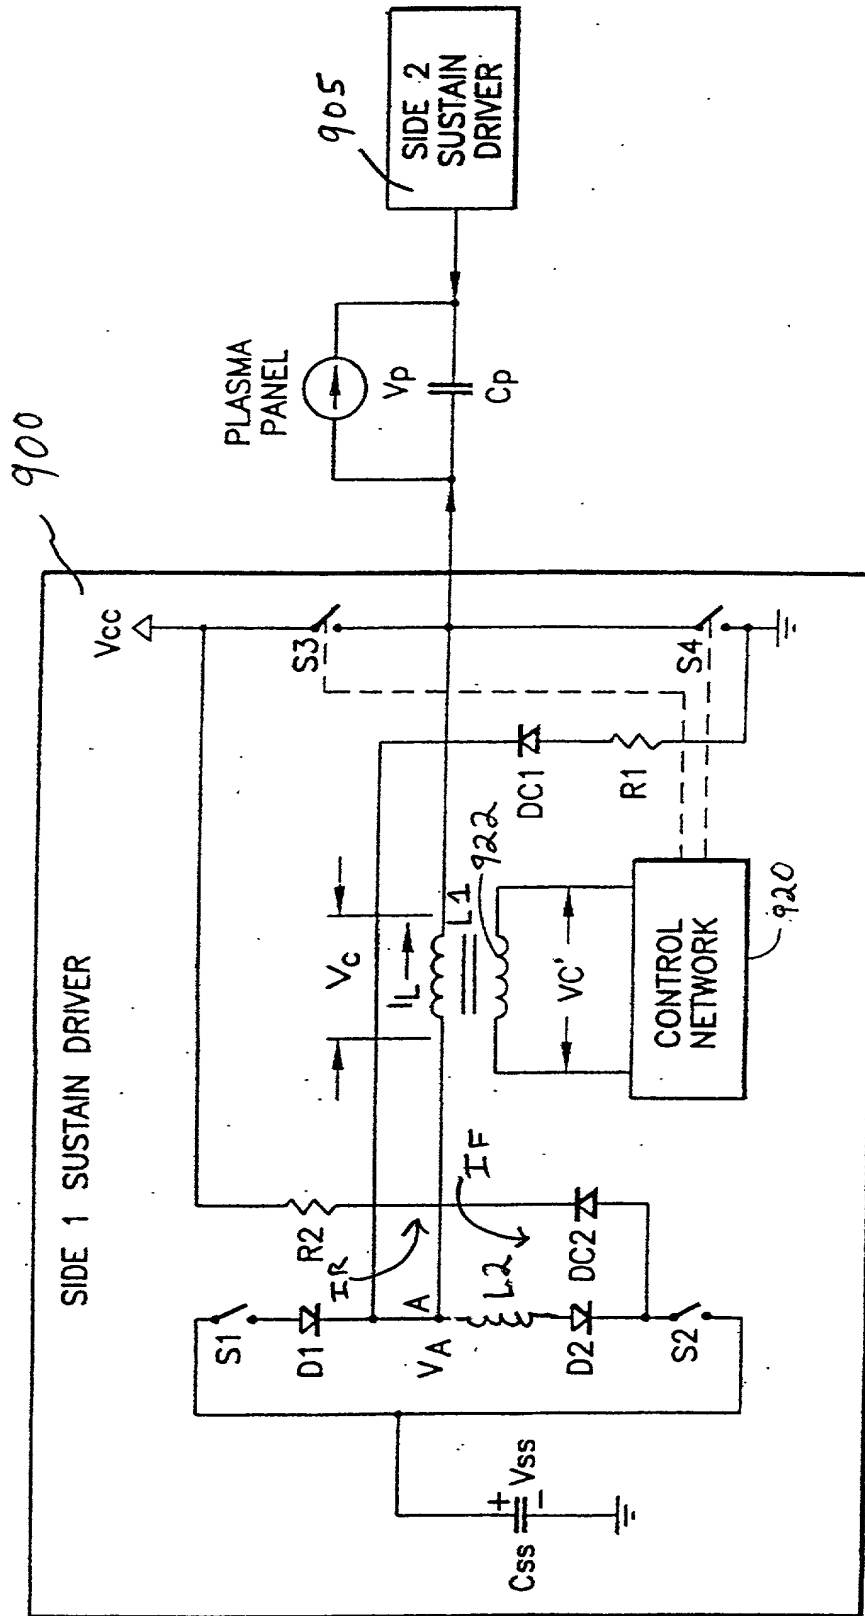 900
SIDE 1 SUSTAIN DRIVER
Vcc
S1
D1
IR
R2
VA
A
L2
IF
D2
DC2
S2
Css
+
Vss
−
Vc
IL
L1
922
VC'
CONTROL
NETWORK
920
S3
DC1
R1
S4
PLASMA
PANEL
Vp
Cp
905
SIDE 2
SUSTAIN
DRIVER